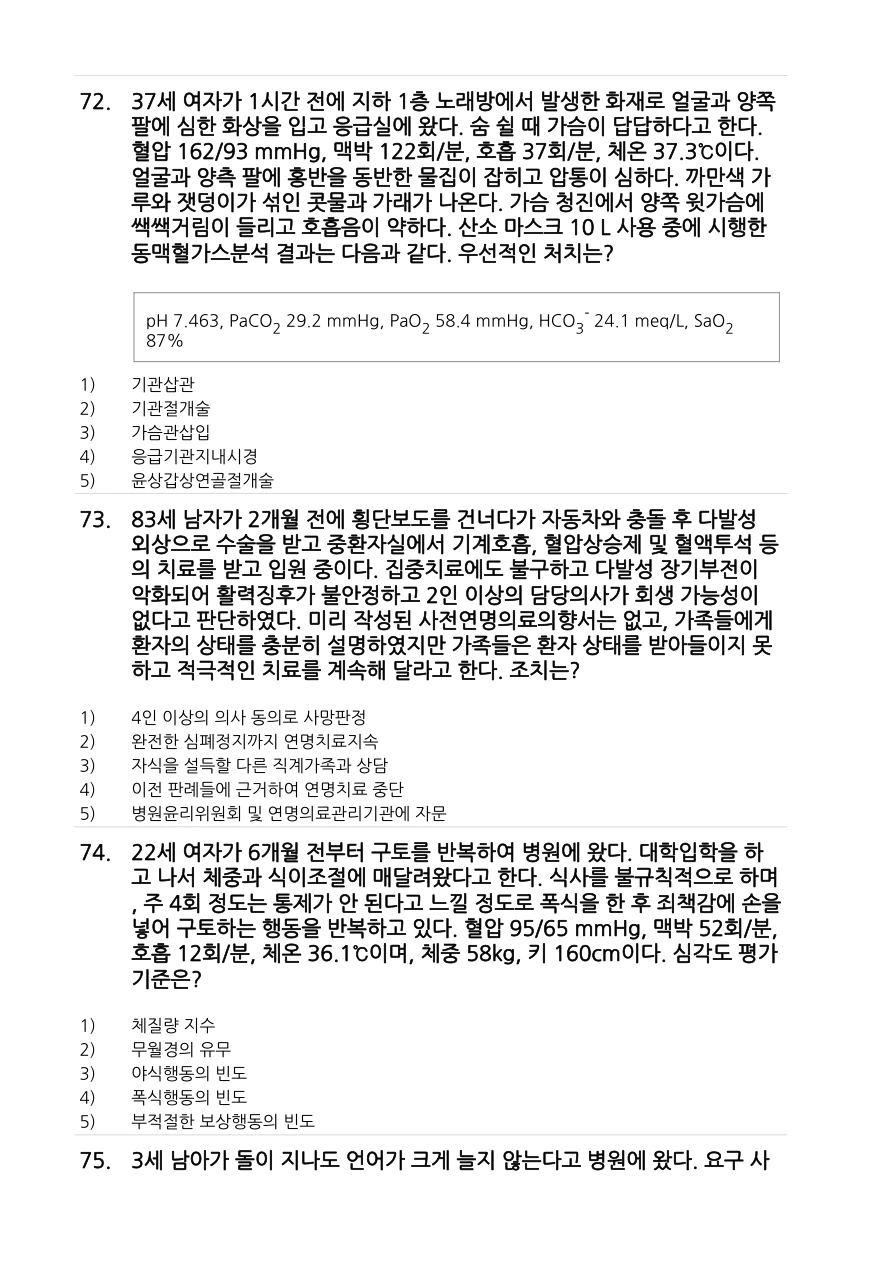 72. 37세 여자가 1시간 전에 지하 1층 노래방에서 발생한 화재로 얼굴과 양쪽
팔에 심한 화상을 입고 응급실에 왔다. 숨 쉴 때 가슴이 답답하다고 한다.
혈압 162/93 mmHg, 맥박 122회/분, 호흡 37회/분, 체온 37.3℃이다.
얼굴과 양측 팔에 홍반을 동반한 물집이 잡히고 압통이 심하다. 까만색 가
루와 잿덩이가 섞인 콧물과 가래가 나온다. 가슴 청진에서 양쪽 윗가슴에
쌕쌕거림이 들리고 호흡음이 약하다. 산소 마스크 10 L 사용 중에 시행한
동맥혈가스분석 결과는 다음과 같다. 우선적인 처치는?
pH 7.463, PaCO2 29.2 mmHg, PaO2 58.4 mmHg, HCO3- 24.1 meq/L, SaO2
87%
1) 기관삽관
2) 기관절개술
3) 가슴관삽입
4) 응급기관지내시경
5) 윤상갑상연골절개술
73. 83세 남자가 2개월 전에 횡단보도를 건너다가 자동차와 충돌 후 다발성
외상으로 수술을 받고 중환자실에서 기계호흡, 혈압상승제 및 혈액투석 등
의 치료를 받고 입원 중이다. 집중치료에도 불구하고 다발성 장기부전이
악화되어 활력징후가 불안정하고 2인 이상의 담당의사가 회생 가능성이
없다고 판단하였다. 미리 작성된 사전연명의료의향서는 없고, 가족들에게
환자의 상태를 충분히 설명하였지만 가족들은 환자 상태를 받아들이지 못
하고 적극적인 치료를 계속해 달라고 한다. 조치는?
1) 4인 이상의 의사 동의로 사망판정
2) 완전한 심폐정지까지 연명치료지속
3) 자식을 설득할 다른 직계가족과 상담
4) 이전 판례들에 근거하여 연명치료 중단
5) 병원윤리위원회 및 연명의료관리기관에 자문
74. 22세 여자가 6개월 전부터 구토를 반복하여 병원에 왔다. 대학입학을 하
고 나서 체중과 식이조절에 매달려왔다고 한다. 식사를 불규칙적으로 하며
, 주 4회 정도는 통제가 안 된다고 느낄 정도로 폭식을 한 후 죄책감에 손을
넣어 구토하는 행동을 반복하고 있다. 혈압 95/65 mmHg, 맥박 52회/분,
호흡 12회/분, 체온 36.1℃이며, 체중 58kg, 키 160cm이다. 심각도 평가
기준은?
1) 체질량 지수
2) 무월경의 유무
3) 야식행동의 빈도
4) 폭식행동의 빈도
5) 부적절한 보상행동의 빈도
75. 3세 남아가 돌이 지나도 언어가 크게 늘지 않는다고 병원에 왔다. 요구 사